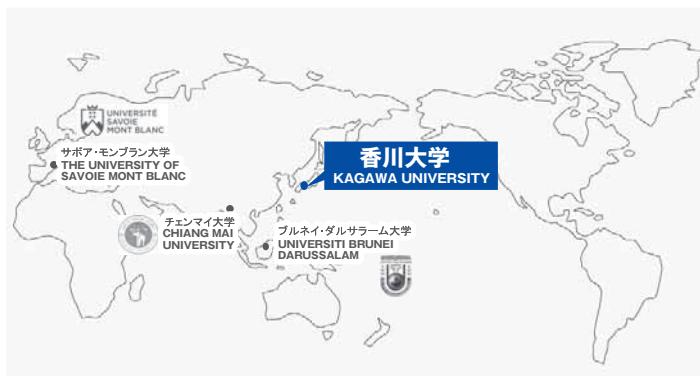 UNIVERSITÉ
SAVOIE
MONT BLANC
サボア・モンブラン大学
THE UNIVERSITY OF
SAVOIE MONT BLANC
香川大学
KAGAWA UNIVERSITY
チェンマイ大学
CHIANG MAI
UNIVERSITY
ブルネイ・ダルサラーム大学
UNIVERSITI BRUNEI
DARUSSALAM